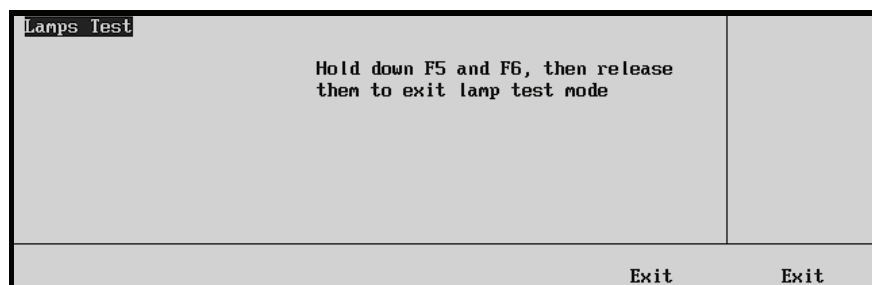 Lamps Test
Hold down F5 and F6, then release
them to exit lamp test mode
Exit Exit